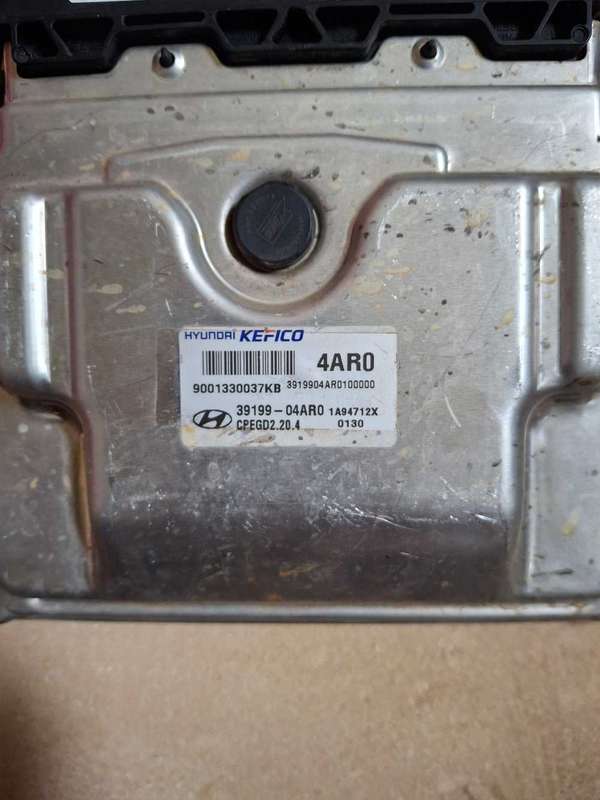 HYUNDAI KEFICO
4AR0
9001330037KB 3919904AR0100000
39199-04AR0 1A94712X
CPEGD2.20.4 0130